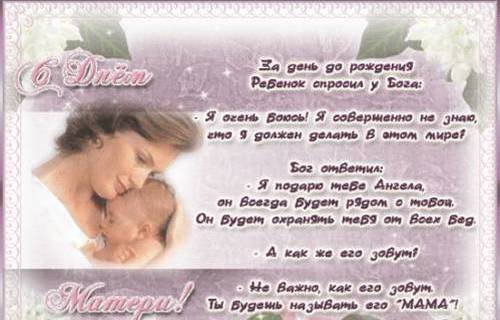 С Днём
За день до рождения
Ребенок спросил у Бога:
- Я очень боюсь! Я совершенно не знаю,
что я должен делать в этом мире?
Бог ответил:
- Я подарю тебе Ангела,
он всегда будет рядом с тобой.
Он будет охранять тебя от всех бед.
- А как же его зовут?
- Не важно, как его зовут.
Ты будешь называть его "МАМА"!
Матери!